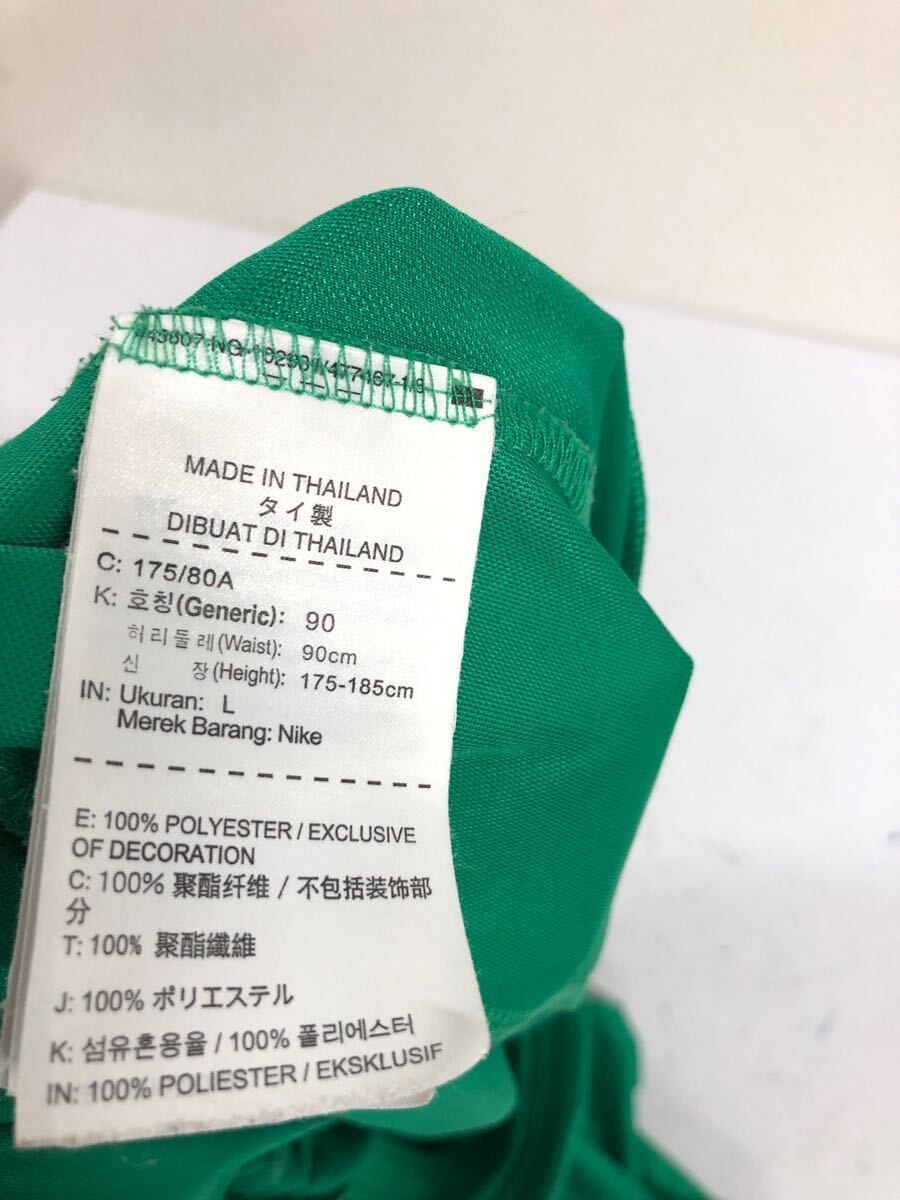 MADE IN THAILAND
タイ製
DIBUAT DI THAILAND
C: 175/80A
K: 호칭(Generic): 90
허리둘레(Waist): 90cm
신 장(Height): 175-185cm
IN: Ukuran: L
Merek Barang: Nike
E: 100% POLYESTER / EXCLUSIVE
OF DECORATION
C: 100% 聚酯纤维 / 不包括装饰部
分
T: 100% 聚酯纖維
J: 100% ポリエステル
K: 섬유혼용율 / 100% 폴리에스터
IN: 100% POLIESTER / EKSKLUSIF